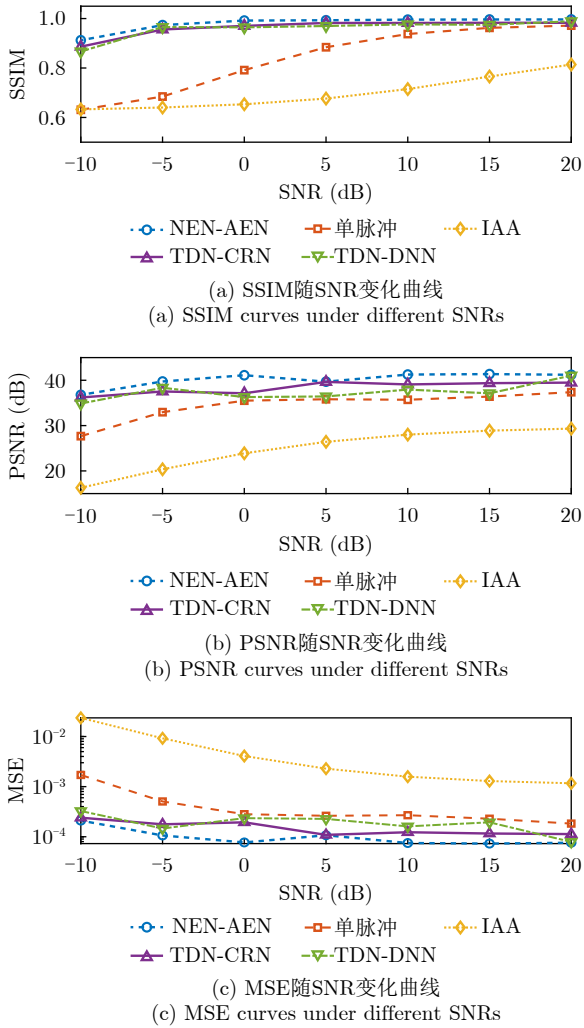 SSIM
1.0
0.8
0.6
−10 −5 0 5 10 15 20
SNR (dB)
NEN-AEN 单脉冲 IAA
TDN-CRN TDN-DNN
(a) SSIM随SNR变化曲线
(a) SSIM curves under different SNRs
PSNR (dB)
40
30
20
−10 −5 0 5 10 15 20
SNR (dB)
NEN-AEN 单脉冲 IAA
TDN-CRN TDN-DNN
(b) PSNR随SNR变化曲线
(b) PSNR curves under different SNRs
MSE
10⁻²
10⁻³
10⁻⁴
−10 −5 0 5 10 15 20
SNR (dB)
NEN-AEN 单脉冲 IAA
TDN-CRN TDN-DNN
(c) MSE随SNR变化曲线
(c) MSE curves under different SNRs